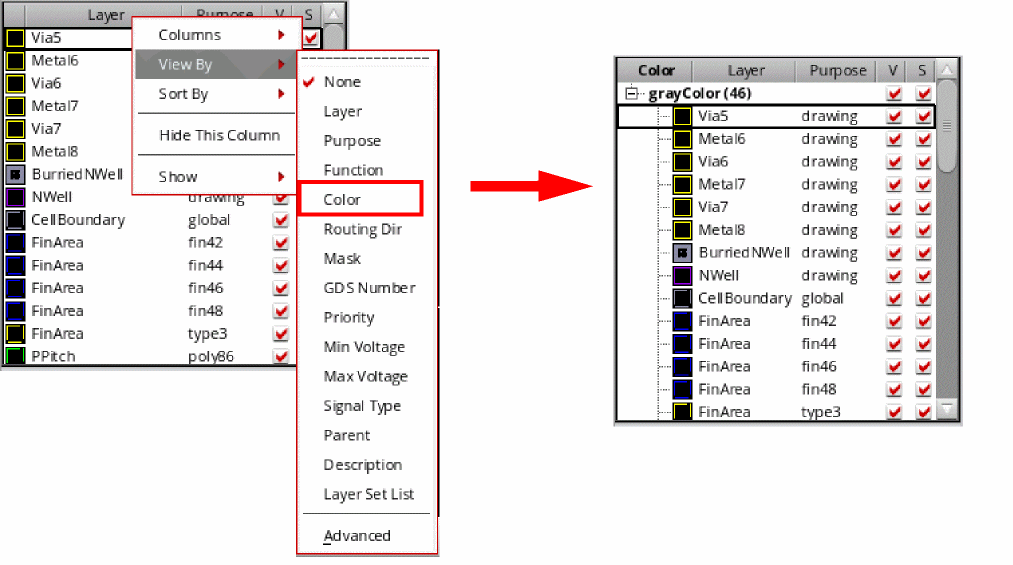 Layer Purpose V S
Via5
Metal6
Via6
Metal7
Via7
Metal8
BurriedNWell
NWell drawing
CellBoundary global
FinArea fin42
FinArea fin44
FinArea fin46
FinArea fin48
FinArea type3
PPitch poly86
Columns
View By
Sort By
Hide This Column
Show
None
Layer
Purpose
Function
Color
Routing Dir
Mask
GDS Number
Priority
Min Voltage
Max Voltage
Signal Type
Parent
Description
Layer Set List
Advanced
Color Layer Purpose V S
grayColor (46)
Via5 drawing
Metal6 drawing
Via6 drawing
Metal7 drawing
Via7 drawing
Metal8 drawing
BurriedNWell drawing
NWell drawing
CellBoundary global
FinArea fin42
FinArea fin44
FinArea fin46
FinArea fin48
FinArea type3